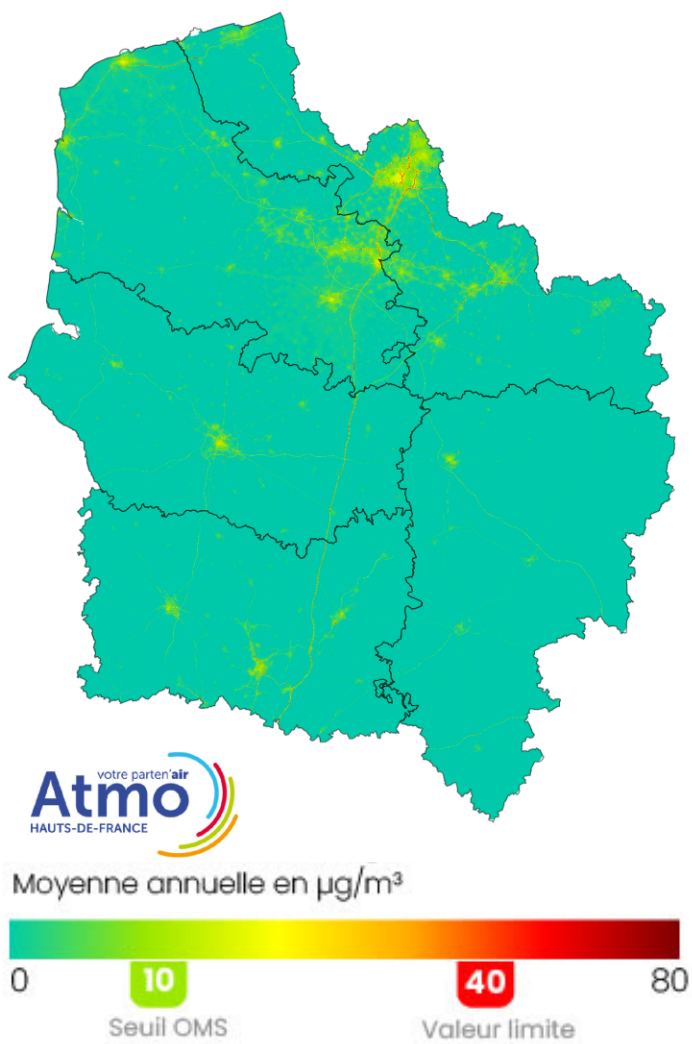 votre parten'air
Atmo
HAUTS-DE-FRANCE
Moyenne annuelle en µg/m³
0 10 40 80
Seuil OMS Valeur limite